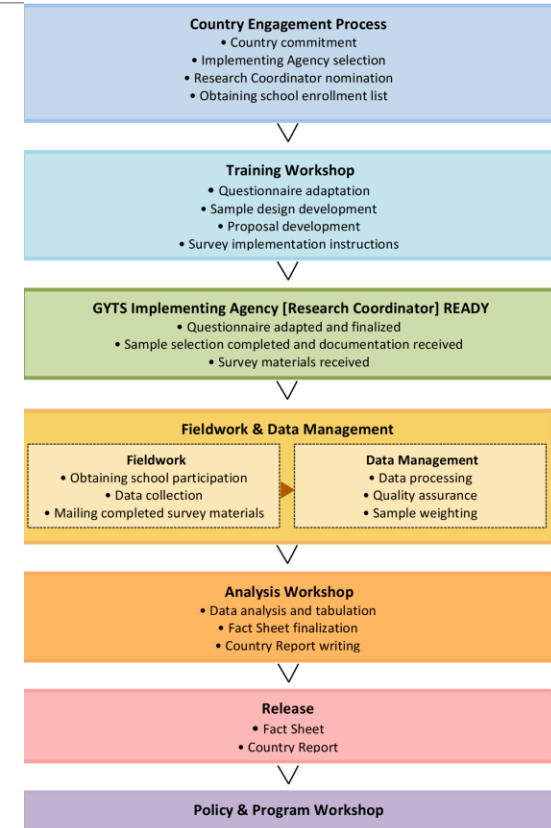 Country Engagement Process
• Country commitment
• Implementing Agency selection
• Research Coordinator nomination
• Obtaining school enrollment list
Training Workshop
• Questionnaire adaptation
• Sample design development
• Proposal development
• Survey implementation instructions
GYTS Implementing Agency [Research Coordinator] READY
• Questionnaire adapted and finalized
• Sample selection completed and documentation received
• Survey materials received
Fieldwork & Data Management
Fieldwork
• Obtaining school participation
• Data collection
• Mailing completed survey materials
Data Management
• Data processing
• Quality assurance
• Sample weighting
Analysis Workshop
• Data analysis and tabulation
• Fact Sheet finalization
• Country Report writing
Release
• Fact Sheet
• Country Report
Policy & Program Workshop